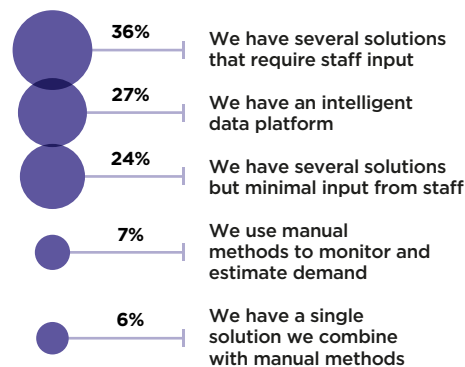 36%
We have several solutions
that require staff input
27%
We have an intelligent
data platform
24%
We have several solutions
but minimal input from staff
7%
We use manual
methods to monitor and
estimate demand
6%
We have a single
solution we combine
with manual methods